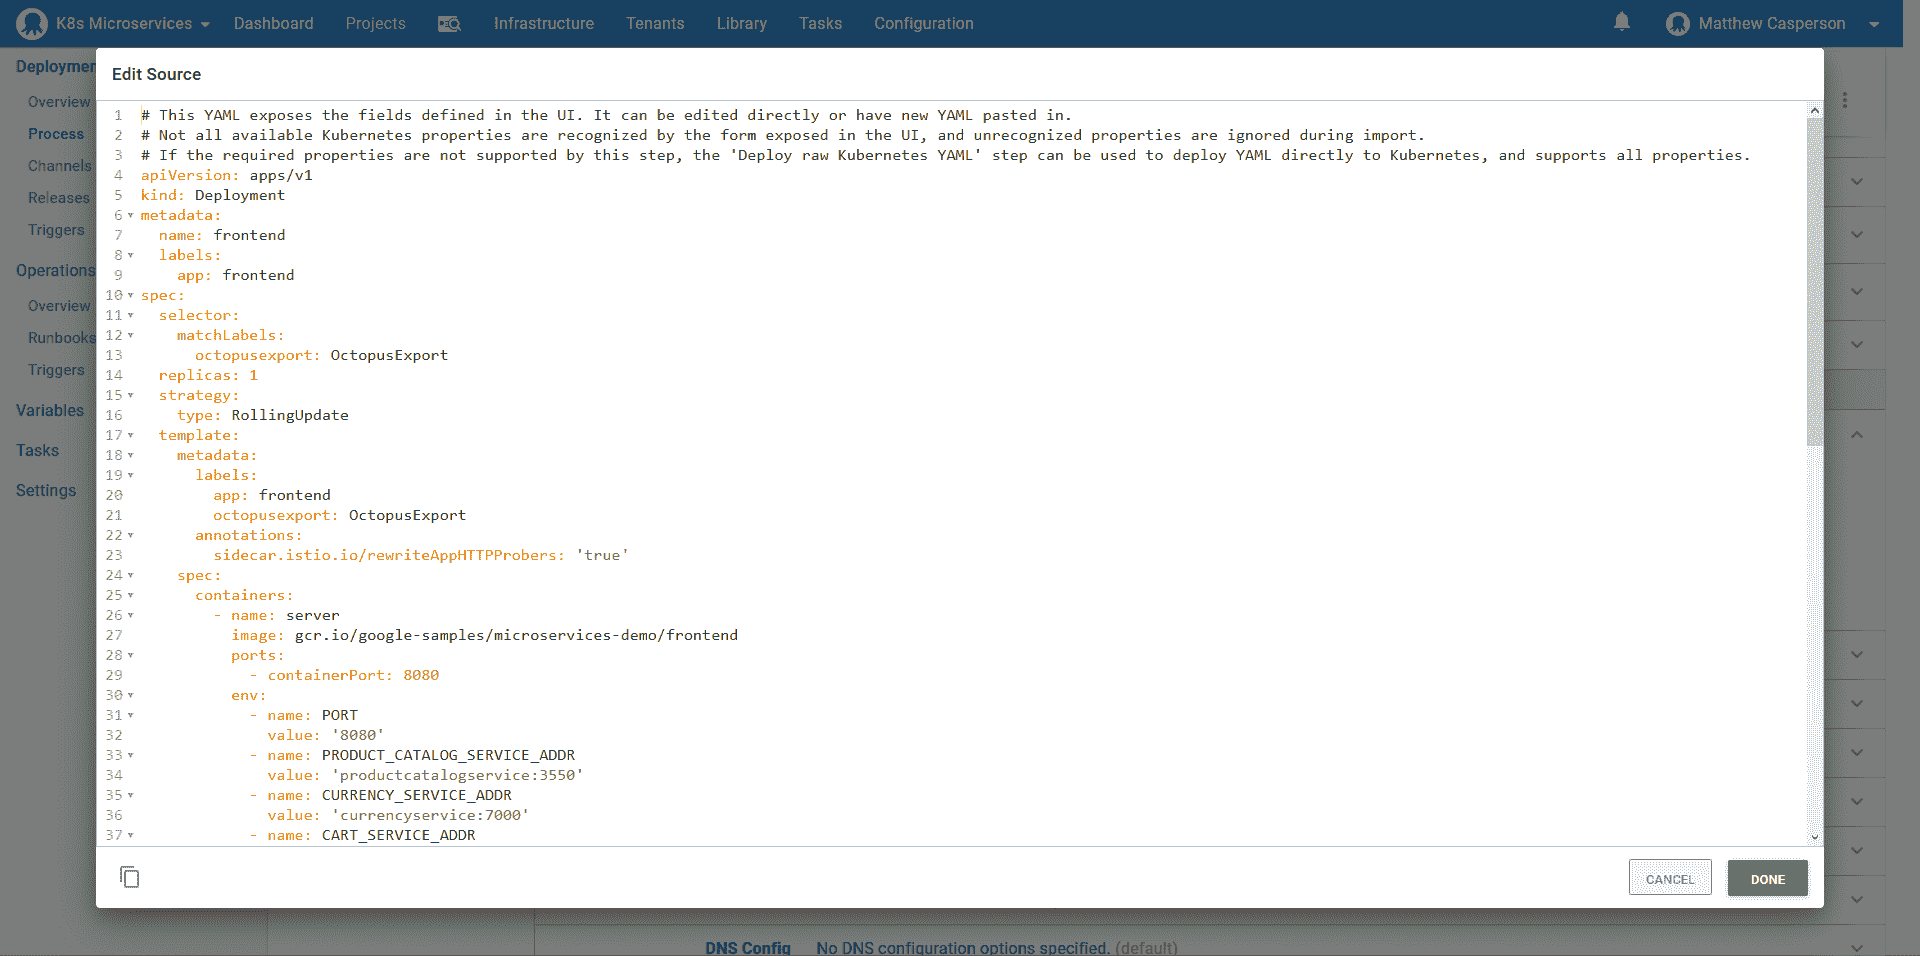 K8s Microservices Dashboard Projects Infrastructure Tenants Library Tasks Configuration Matthew Casperson
Overview
Process
Channels
Releases
Triggers
Operations
Overview
Runbooks
Triggers
Variables
Tasks
Settings
Edit Source
1 # This YAML exposes the fields defined in the UI. It can be edited directly or have new YAML pasted in.
2 # Not all available Kubernetes properties are recognized by the form exposed in the UI, and unrecognized properties are ignored during import.
3 # If the required properties are not supported by this step, the 'Deploy raw Kubernetes YAML' step can be used to deploy YAML directly to Kubernetes, and supports all properties.
4 apiVersion: apps/v1
5 kind: Deployment
6 metadata:
7 name: frontend
8 labels:
9 app: frontend
10 spec:
11 selector:
12 matchLabels:
13 octopusexport: OctopusExport
14 replicas: 1
15 strategy:
16 type: RollingUpdate
17 template:
18 metadata:
19 labels:
20 app: frontend
21 octopusexport: OctopusExport
22 annotations:
23 sidecar.istio.io/rewriteAppHTTPProbers: 'true'
24 spec:
25 containers:
26 - name: server
27 image: gcr.io/google-samples/microservices-demo/frontend
28 ports:
29 - containerPort: 8080
30 env:
31 - name: PORT
32 value: '8080'
33 - name: PRODUCT_CATALOG_SERVICE_ADDR
34 value: 'productcatalogservice:3550'
35 - name: CURRENCY_SERVICE_ADDR
36 value: 'currencyservice:7000'
37 - name: CART_SERVICE_ADDR
CANCEL DONE
DNS Config No DNS configuration options specified. (default)